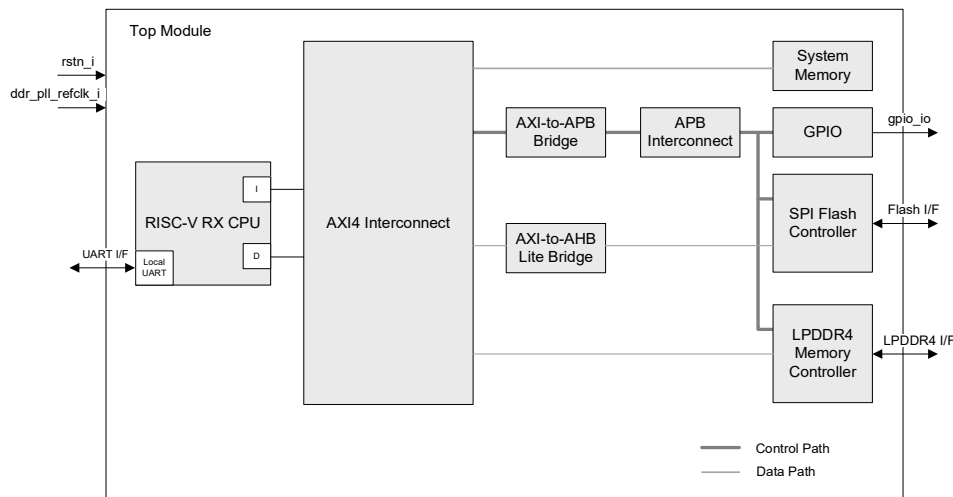 Top Module
rstn_i
ddr_pll_refclk_i
UART I/F
RISC-V RX CPU
I
D
Local
UART
AXI4 Interconnect
System
Memory
AXI-to-APB
Bridge
APB
Interconnect
GPIO
gpio_io
SPI Flash
Controller
Flash I/F
AXI-to-AHB
Lite Bridge
LPDDR4
Memory
Controller
LPDDR4 I/F
Control Path
Data Path